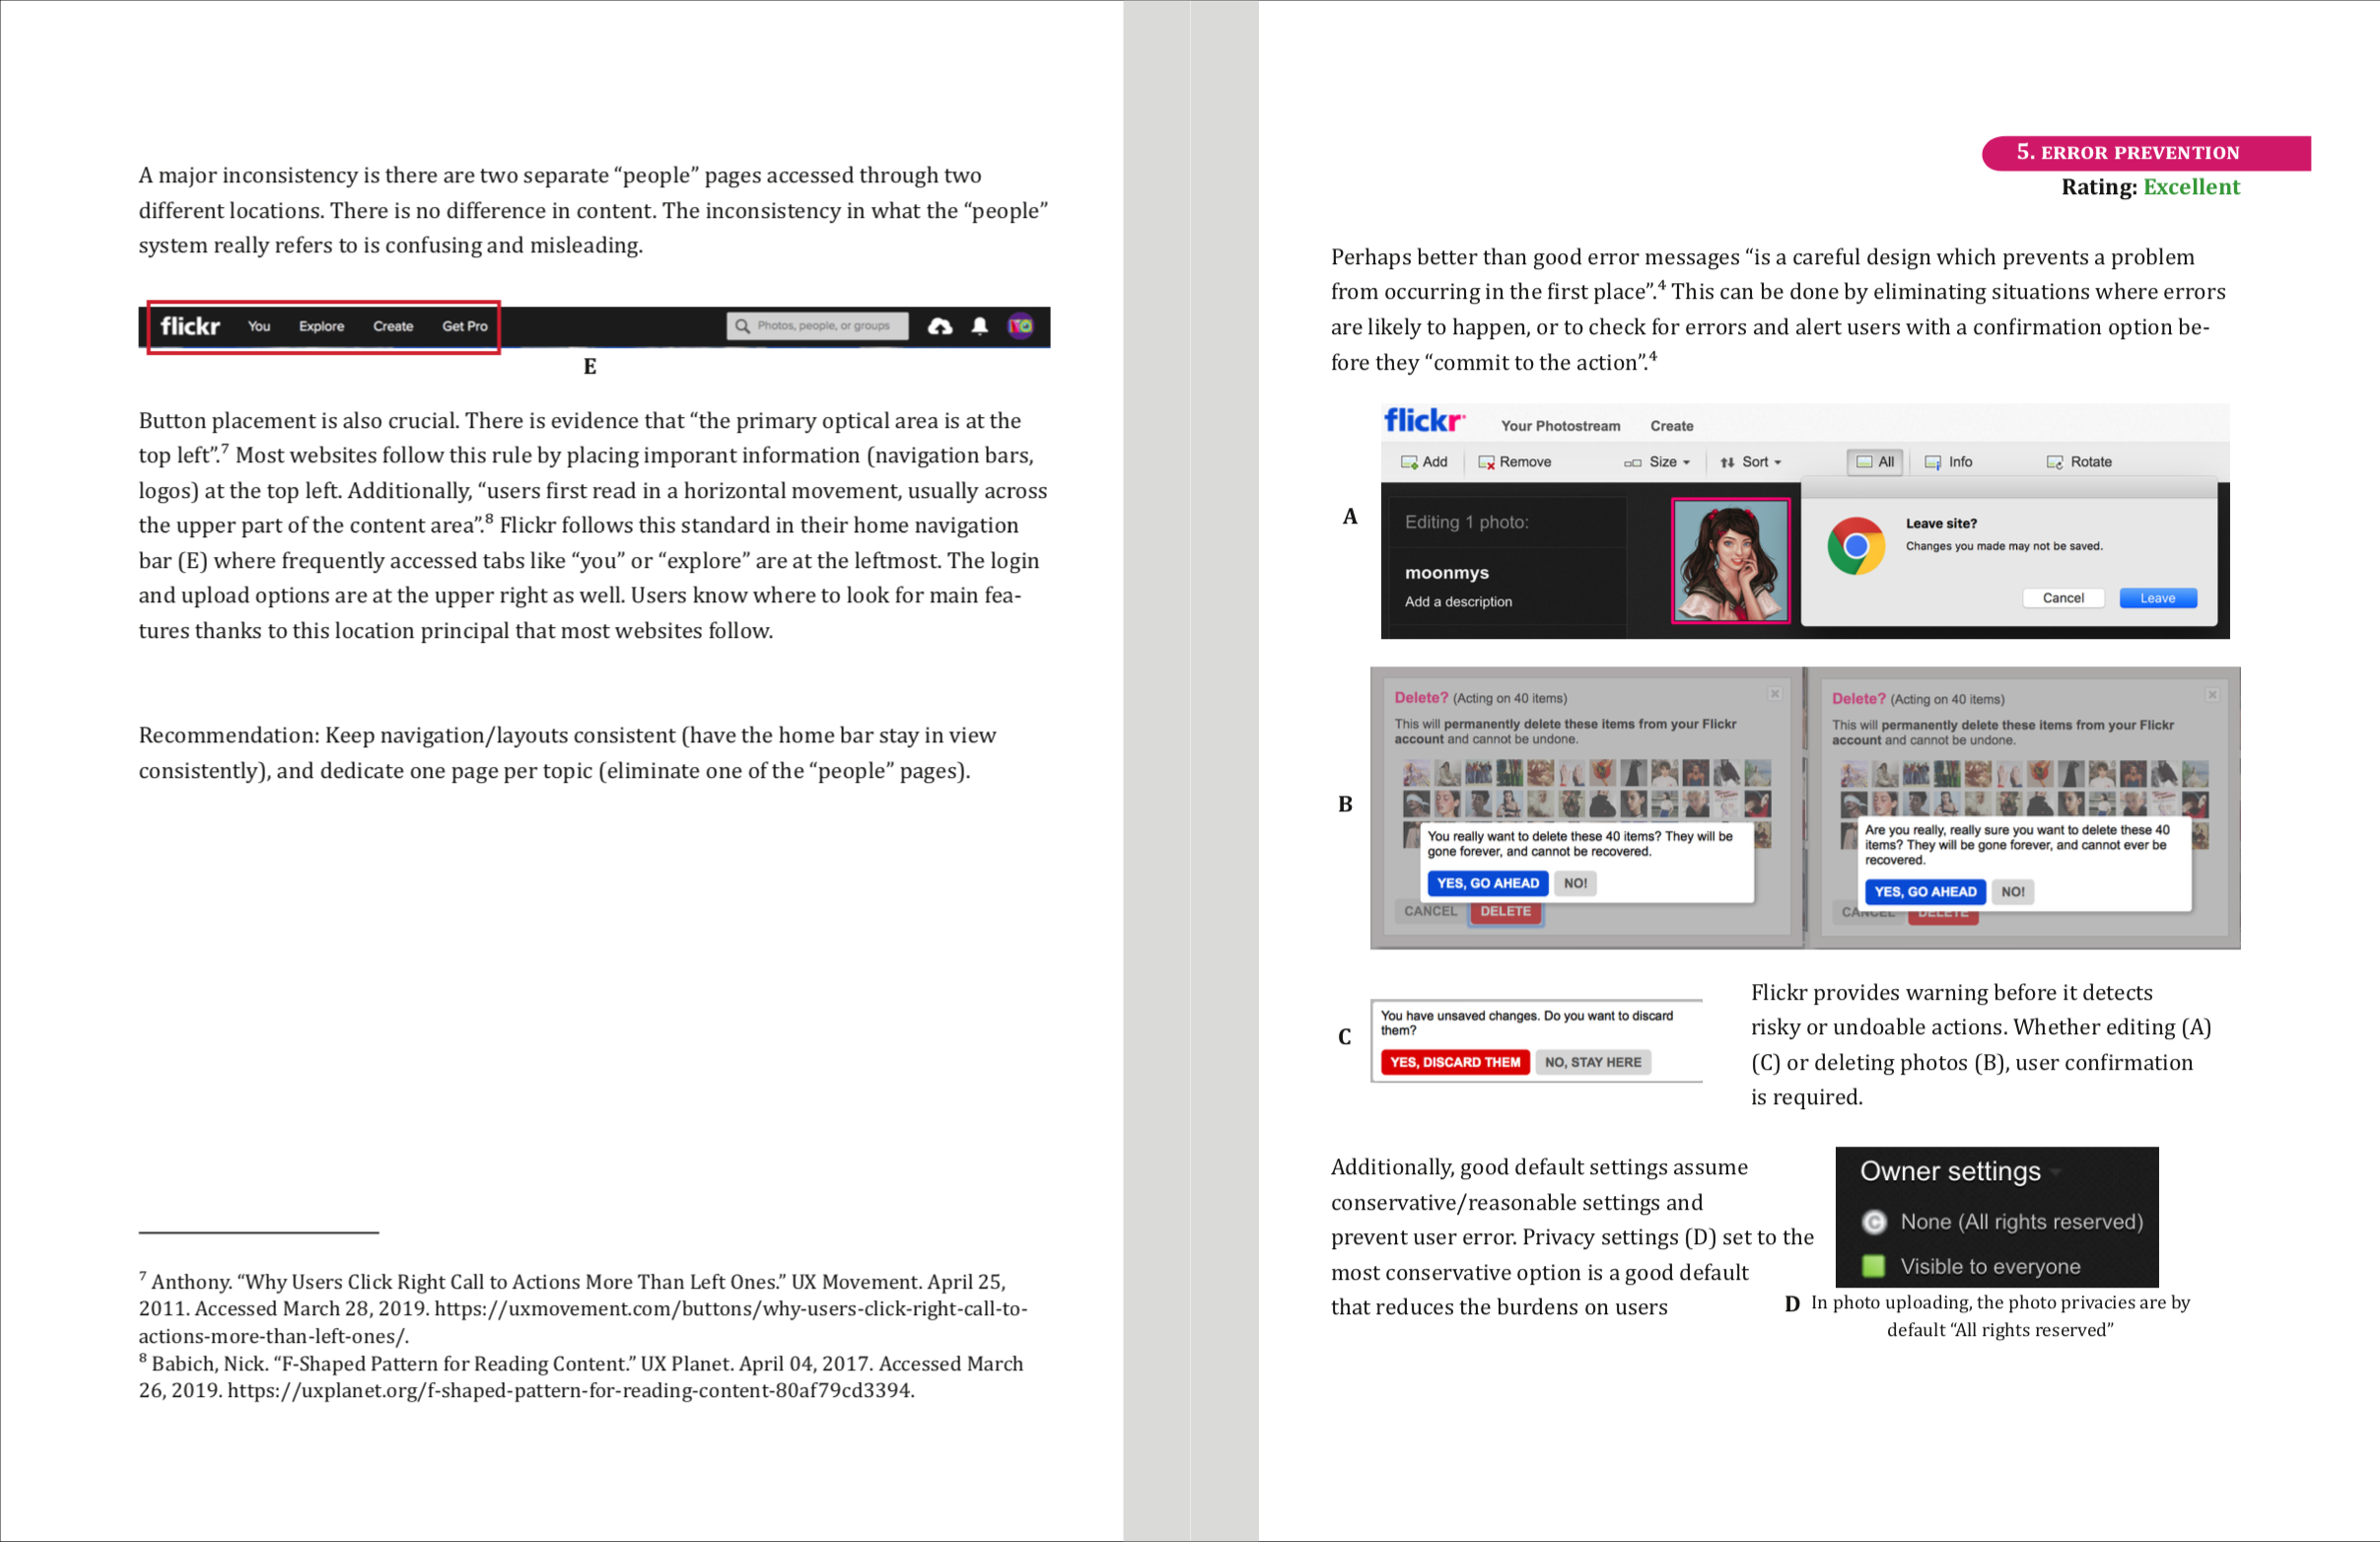 A major inconsistency is there are two separate “people” pages accessed through two
different locations. There is no difference in content. The inconsistency in what the “people”
system really refers to is confusing and misleading.
flickr You Explore Create Get Pro Photos, people, or groups
E
Button placement is also crucial. There is evidence that “the primary optical area is at the
top left”.⁷ Most websites follow this rule by placing imporant information (navigation bars,
logos) at the top left. Additionally, “users first read in a horizontal movement, usually across
the upper part of the content area”.⁸ Flickr follows this standard in their home navigation
bar (E) where frequently accessed tabs like “you” or “explore” are at the leftmost. The login
and upload options are at the upper right as well. Users know where to look for main fea-
tures thanks to this location principal that most websites follow.
Recommendation: Keep navigation/layouts consistent (have the home bar stay in view
consistently), and dedicate one page per topic (eliminate one of the “people” pages).
⁷ Anthony. “Why Users Click Right Call to Actions More Than Left Ones.” UX Movement. April 25,
2011. Accessed March 28, 2019. https://uxmovement.com/buttons/why-users-click-right-call-to-
actions-more-than-left-ones/.
⁸ Babich, Nick. “F-Shaped Pattern for Reading Content.” UX Planet. April 04, 2017. Accessed March
26, 2019. https://uxplanet.org/f-shaped-pattern-for-reading-content-80af79cd3394.
5. ERROR PREVENTION
Rating: Excellent
Perhaps better than good error messages “is a careful design which prevents a problem
from occurring in the first place”.⁴ This can be done by eliminating situations where errors
are likely to happen, or to check for errors and alert users with a confirmation option be-
fore they “commit to the action”.⁴
flickr Your Photostream Create
Add Remove Size Sort All Info Rotate
A
Editing 1 photo:
moonmys
Add a description
Leave site?
Changes you made may not be saved.
Cancel Leave
B
Delete? (Acting on 40 items)
This will permanently delete these items from your Flickr
account and cannot be undone.
You really want to delete these 40 items? They will be
gone forever, and cannot be recovered.
YES, GO AHEAD NO!
CANCEL DELETE
Delete? (Acting on 40 items)
This will permanently delete these items from your Flickr
account and cannot be undone.
Are you really, really sure you want to delete these 40
items? They will be gone forever, and cannot ever be
recovered.
YES, GO AHEAD NO!
CANCEL DELETE
C
You have unsaved changes. Do you want to discard
them?
YES, DISCARD THEM NO, STAY HERE
Flickr provides warning before it detects
risky or undoable actions. Whether editing (A)
(C) or deleting photos (B), user confirmation
is required.
Additionally, good default settings assume
conservative/reasonable settings and
prevent user error. Privacy settings (D) set to the
most conservative option is a good default
that reduces the burdens on users
Owner settings
None (All rights reserved)
Visible to everyone
D In photo uploading, the photo privacies are by
default “All rights reserved”